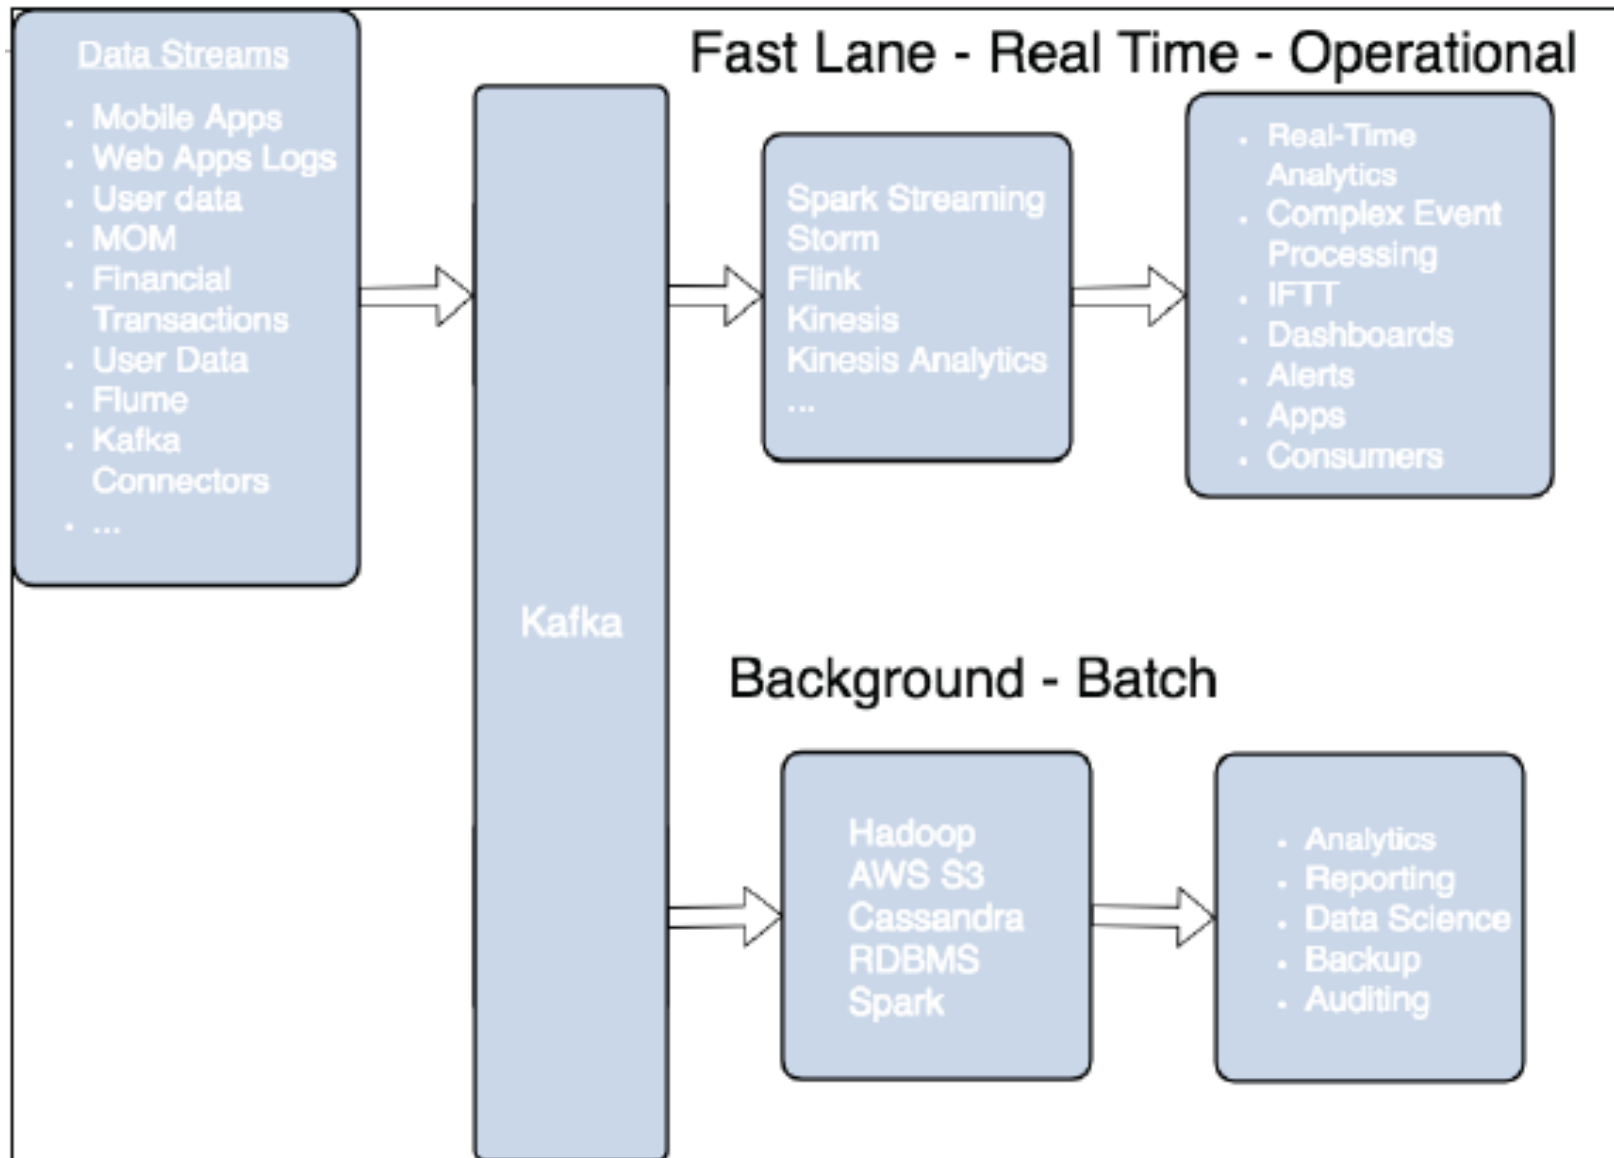 Data Streams
• Mobile Apps
• Web Apps Logs
• User data
• MOM
• Financial
Transactions
• User Data
• Flume
• Kafka
Connectors
• ...
Kafka
Fast Lane - Real Time - Operational
Spark Streaming
Storm
Flink
Kinesis
Kinesis Analytics
...
• Real-Time
Analytics
• Complex Event
Processing
• IFTT
• Dashboards
• Alerts
• Apps
• Consumers
Background - Batch
Hadoop
AWS S3
Cassandra
RDBMS
Spark
• Analytics
• Reporting
• Data Science
• Backup
• Auditing